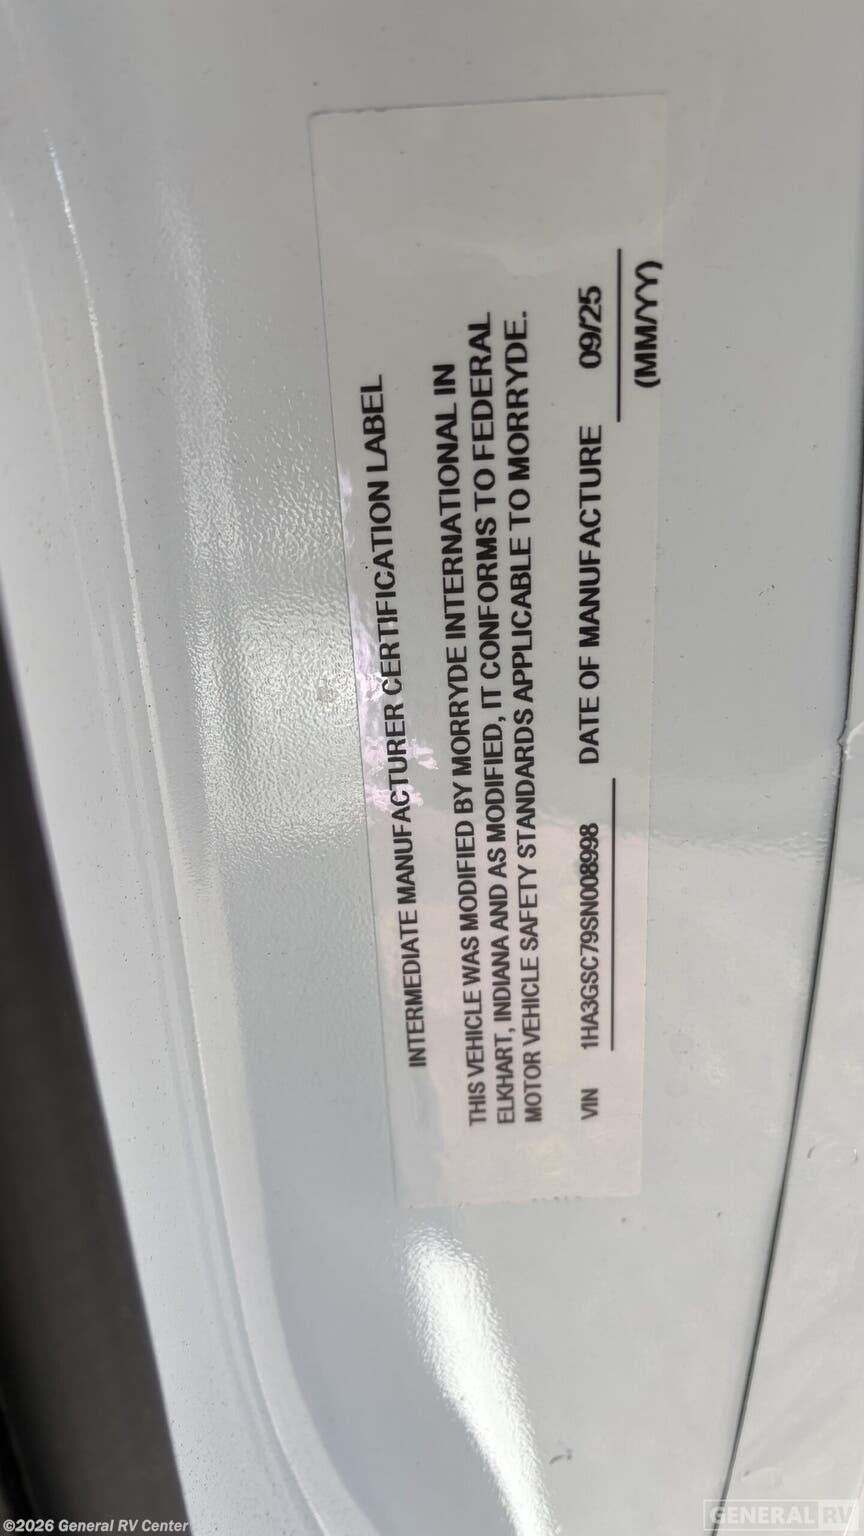 INTERMEDIATE MANUFACTURER CERTIFICATION LABEL
THIS VEHICLE WAS MODIFIED BY MORRYDE INTERNATIONAL IN
ELKHART, INDIANA AND AS MODIFIED, IT CONFORMS TO FEDERAL
MOTOR VEHICLE SAFETY STANDARDS APPLICABLE TO MORRYDE.
VIN 1HA3GSC79SN008998 DATE OF MANUFACTURE 09/25
(MM/YY)
©2026 General RV Center
GENERAL RV